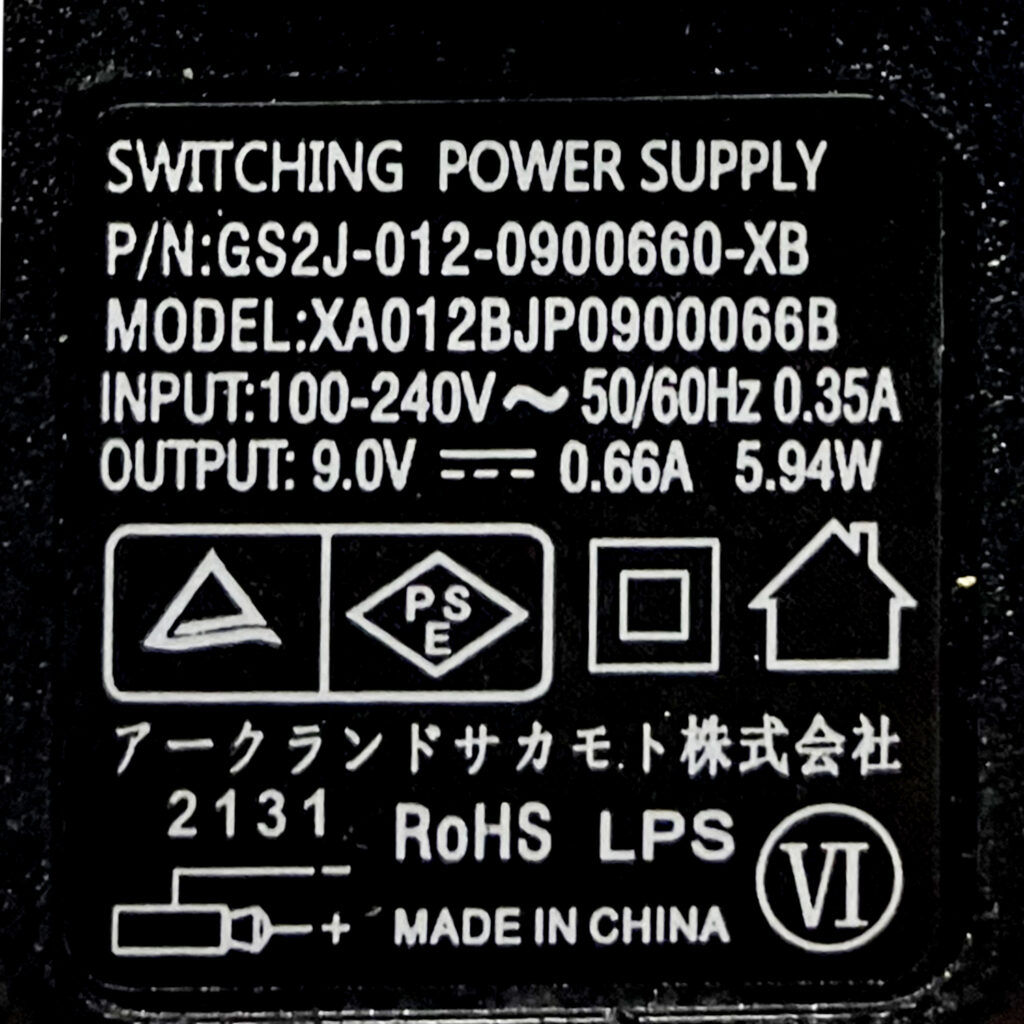 SWITCHING POWER SUPPLY
P/N:GS2J-012-0900660-XB
MODEL:XA012BJP0900066B
INPUT:100-240V～50/60Hz 0.35A
OUTPUT: 9.0V ⎓ 0.66A 5.94W
PSE
アークランドサカモト株式会社
2131
RoHS LPS
VI
− +
MADE IN CHINA